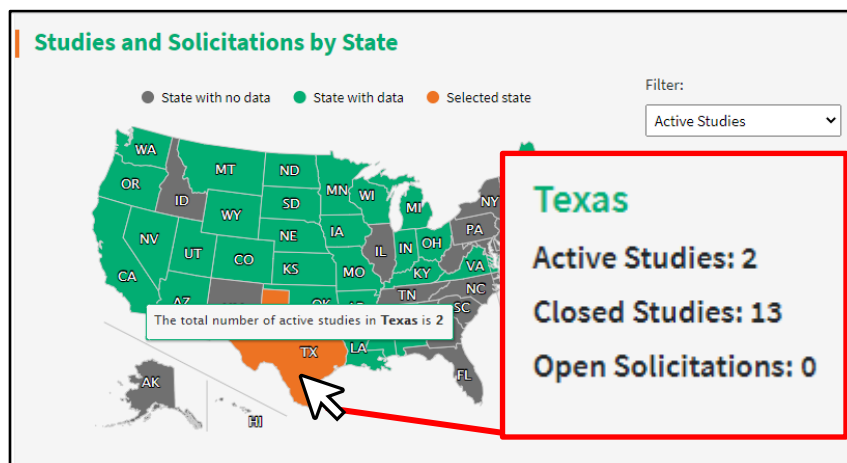 Studies and Solicitations by State
State with no data
State with data
Selected state
Filter:
Active Studies
WA
MT
ND
MN
WI
MI
NY
OR
ID
WY
SD
IA
PA
NV
UT
CO
NE
IL
IN
OH
CA
KS
MO
KY
VA
AZ
OK
TN
NC
SC
The total number of active studies in Texas is 2
TX
LA
FL
AK
HI
Texas
Active Studies: 2
Closed Studies: 13
Open Solicitations: 0